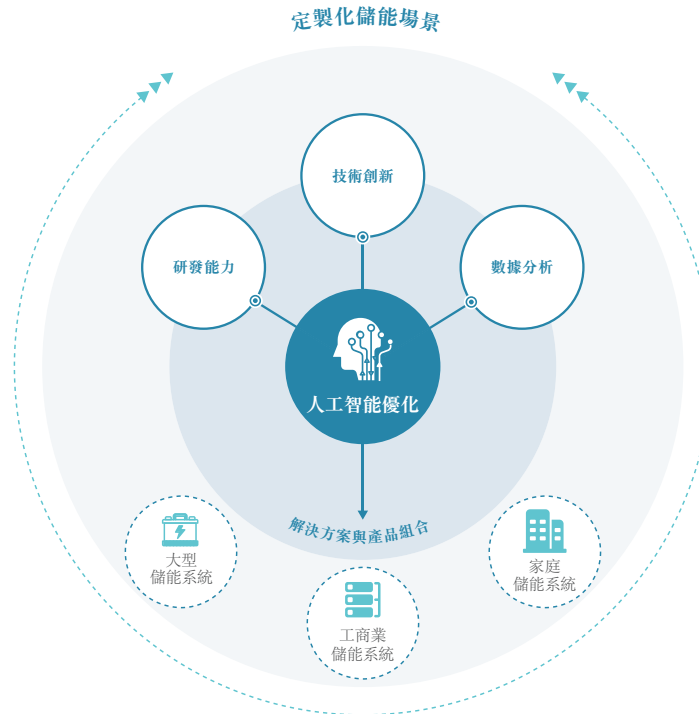 定製化儲能場景
技術創新
研發能力
數據分析
人工智能優化
解決方案與產品組合
大型
儲能系統
家庭
儲能系統
工商業
儲能系統